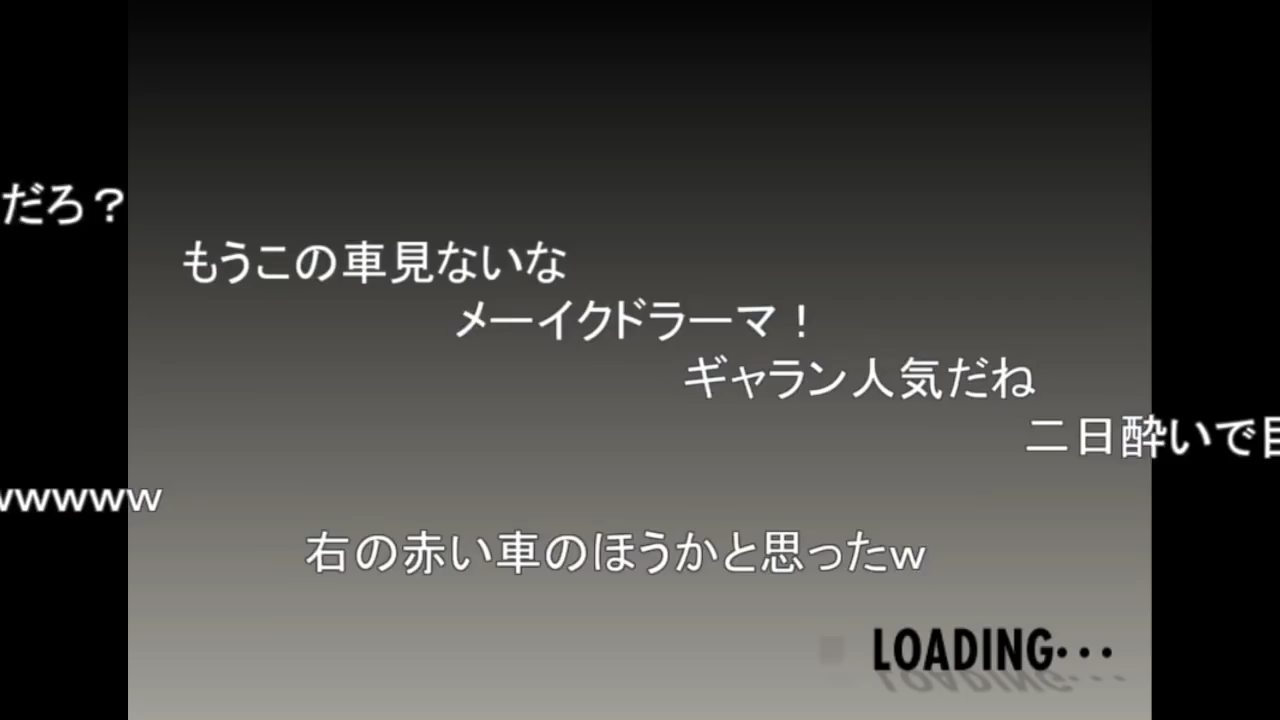 だろ？
もうこの車見ないな
メーイクドラーマ！
ギャラン人気だね
二日酔いで目
wwwww
右の赤い車のほうかと思ったw
LOADING･･･